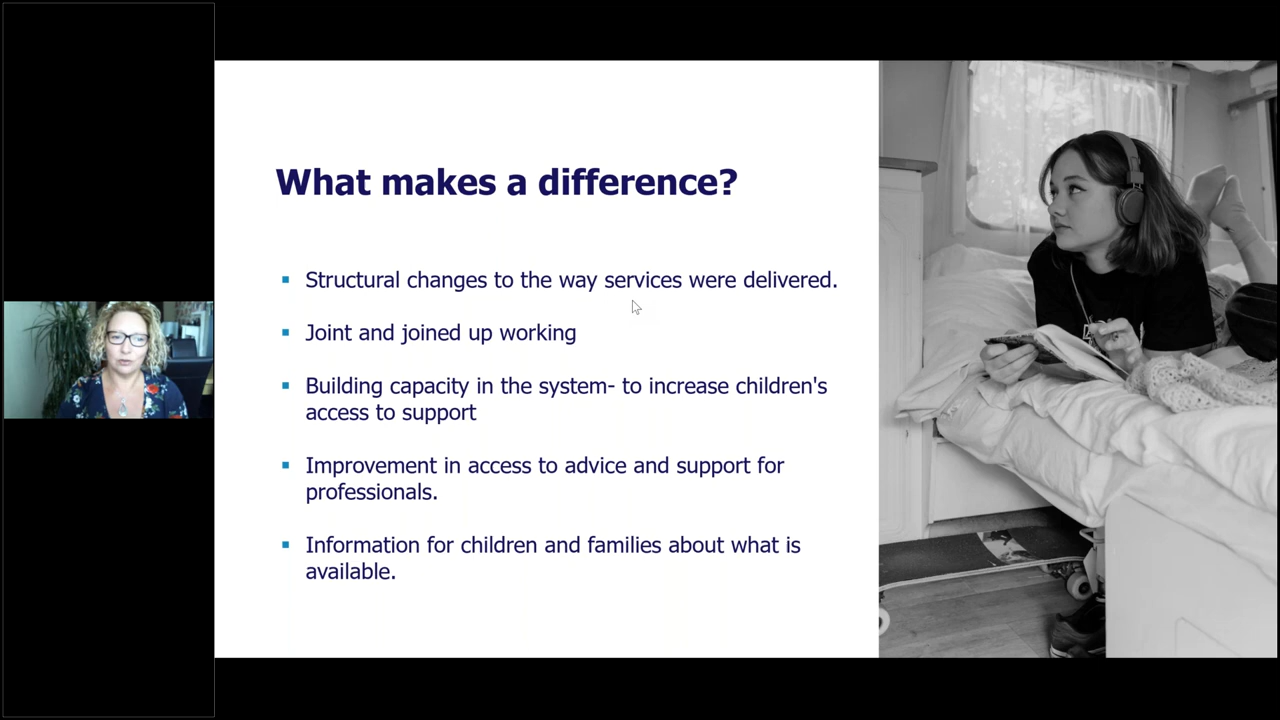 What makes a difference?
Structural changes to the way services were delivered.
Joint and joined up working
Building capacity in the system- to increase children's
access to support
Improvement in access to advice and support for
professionals.
Information for children and families about what is
available.